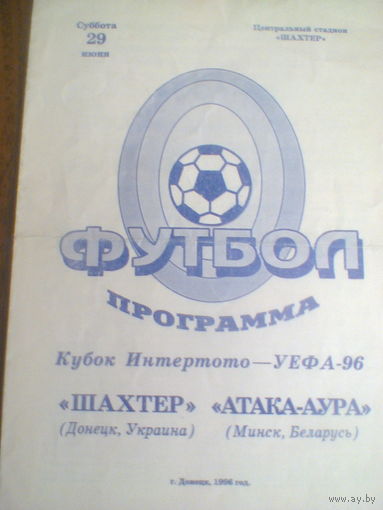 Суббота
29
июня
Центральный стадион
«ШАХТЕР»
ФУТБОЛ
ПРОГРАММА
Кубок Интертото—УЕФА-96
«ШАХТЕР» «АТАКА-АУРА»
(Донецк, Украина) (Минск, Беларусь)
г. Донецк, 1996 год.
ay.by